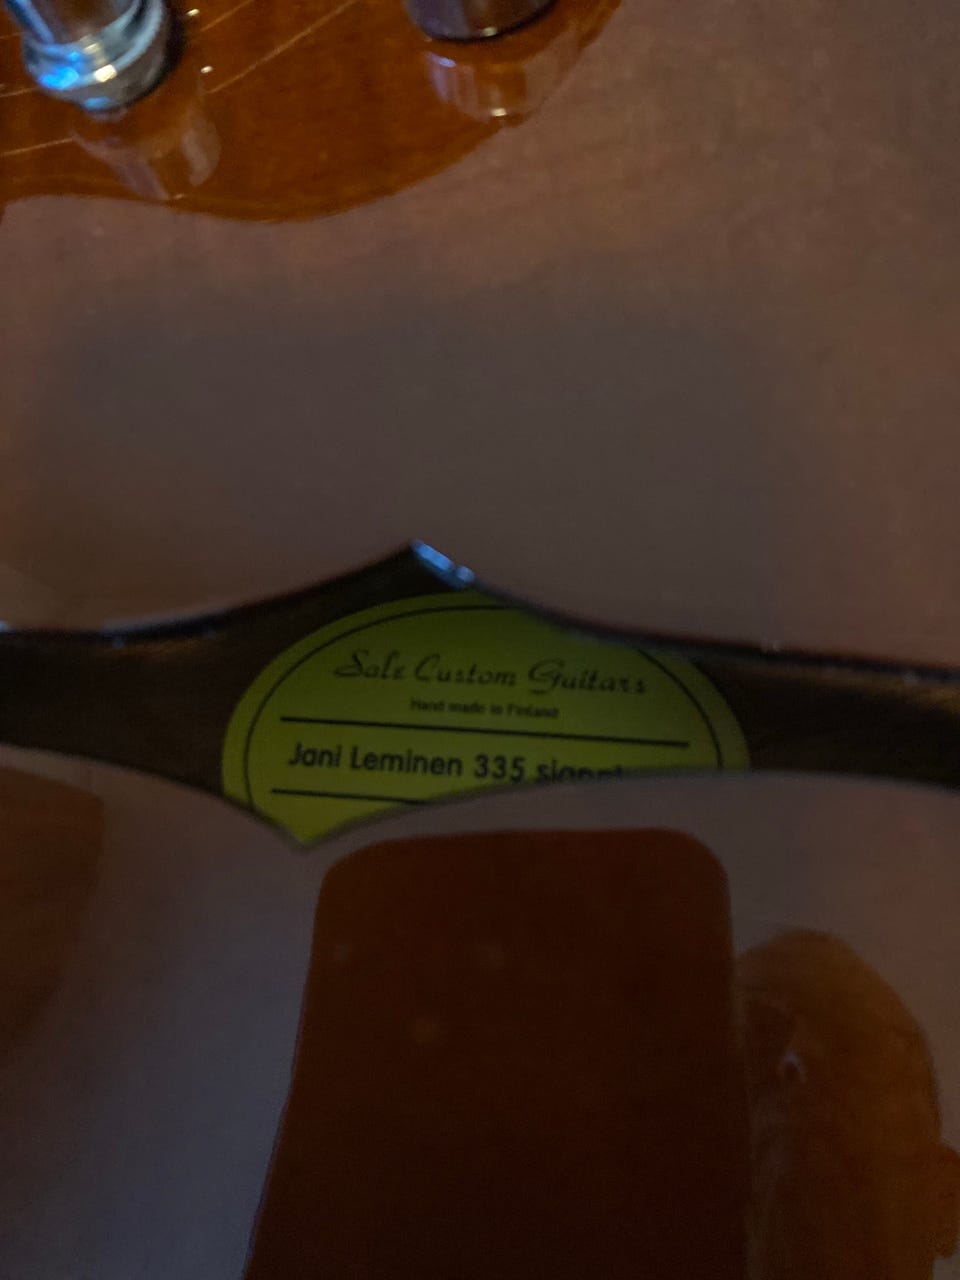 Sale Custom Guitars
Hand made in Finland
Jani Leminen 335